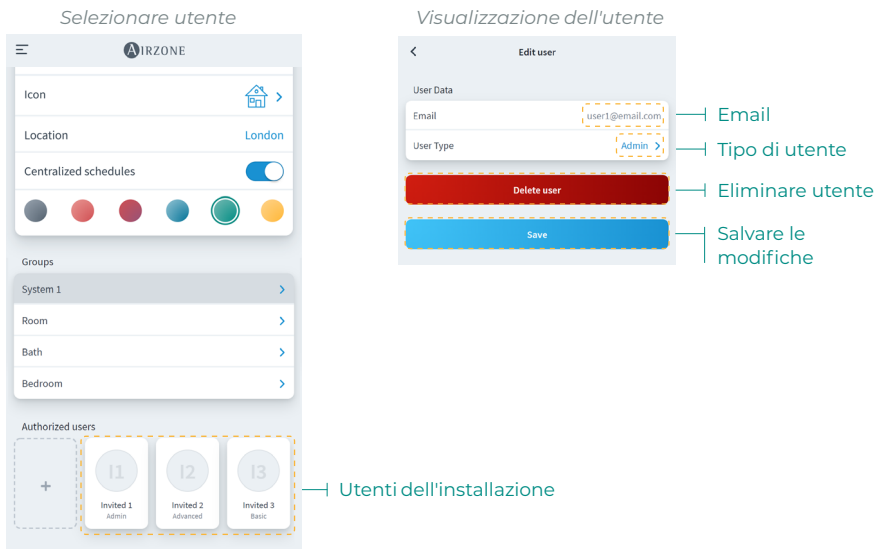 Selezionare utente
AIRZONE
Icon
Location London
Centralized schedules
Groups
System 1
Room
Bath
Bedroom
Authorized users
+
I1 I2 I3
Invited 1 Invited 2 Invited 3
Admin Advanced Basic
Utenti dell'installazione
Visualizzazione dell'utente
Edit user
User Data
Email user1@email.com
User Type Admin
Delete user
Save
Email
Tipo di utente
Eliminare utente
Salvare le
modifiche